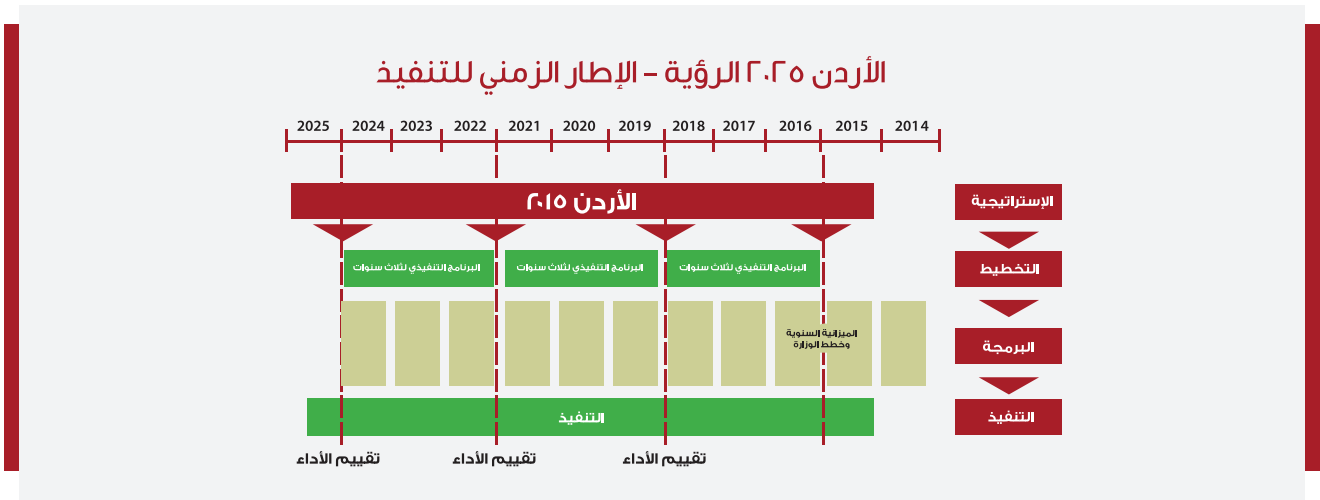 الأردن ٢٠٢٥ الرؤية – الإطار الزمني للتنفيذ
2025 2024 2023 2022 2021 2020 2019 2018 2017 2016 2015 2014
الإستراتيجية
الأردن ٢٠١٥
التخطيط
البرنامج التنفيذي لثلاث سنوات
البرنامج التنفيذي لثلاث سنوات
البرنامج التنفيذي لثلاث سنوات
البرمجة
الميزانية السنوية
وخطط الوزارة
التنفيذ
التنفيذ
تقييم الأداء
تقييم الأداء
تقييم الأداء